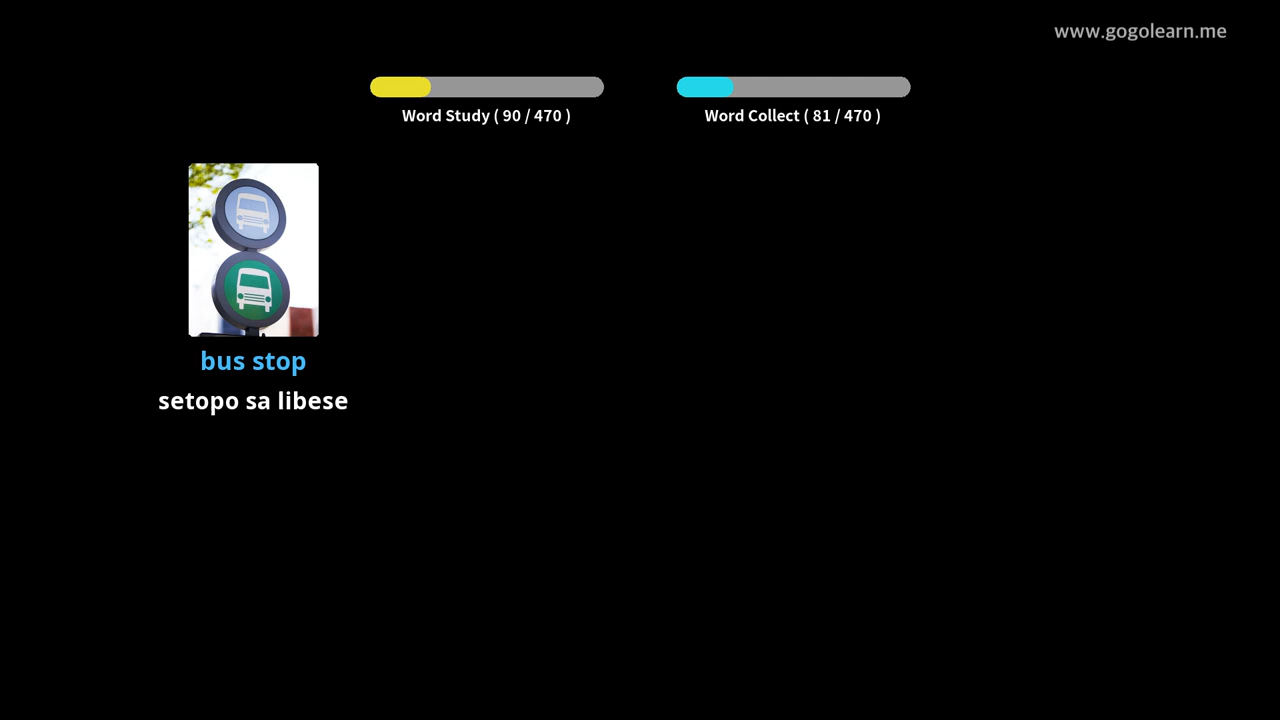 www.gogolearn.me
Word Study ( 90 / 470 )
Word Collect ( 81 / 470 )
bus stop
setopo sa libese